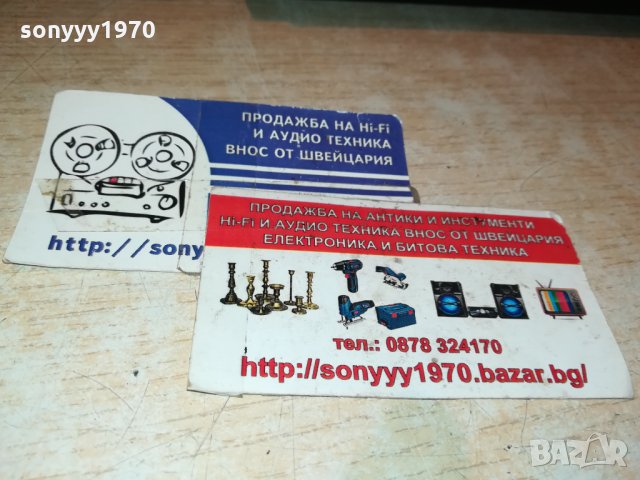 sonyyy1970
ПРОДАЖБА НА Hi-Fi
И АУДИО ТЕХНИКА
ВНОС ОТ ШВЕЙЦАРИЯ
http://sony
ПРОДАЖБА НА АНТИКИ И ИНСТУМЕНТИ
Hi-Fi И АУДИО ТЕХНИКА ВНОС ОТ ШВЕЙЦАРИЯ
ЕЛЕКТРОНИКА И БИТОВА ТЕХНИКА
тел.: 0878 324170
http://sonyyy1970.bazar.bg/
BAZAR.bg